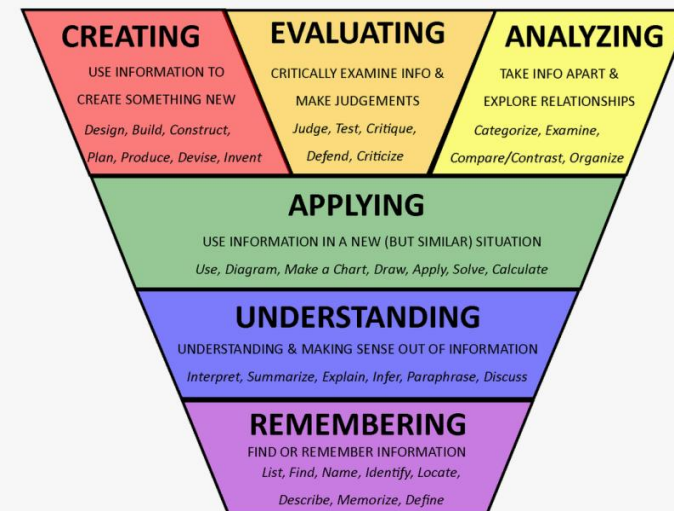 CREATING
USE INFORMATION TO
CREATE SOMETHING NEW
Design, Build, Construct,
Plan, Produce, Devise, Invent
EVALUATING
CRITICALLY EXAMINE INFO &
MAKE JUDGEMENTS
Judge, Test, Critique,
Defend, Criticize
ANALYZING
TAKE INFO APART &
EXPLORE RELATIONSHIPS
Categorize, Examine,
Compare/Contrast, Organize
APPLYING
USE INFORMATION IN A NEW (BUT SIMILAR) SITUATION
Use, Diagram, Make a Chart, Draw, Apply, Solve, Calculate
UNDERSTANDING
UNDERSTANDING & MAKING SENSE OUT OF INFORMATION
Interpret, Summarize, Explain, Infer, Paraphrase, Discuss
REMEMBERING
FIND OR REMEMBER INFORMATION
List, Find, Name, Identify, Locate,
Describe, Memorize, Define